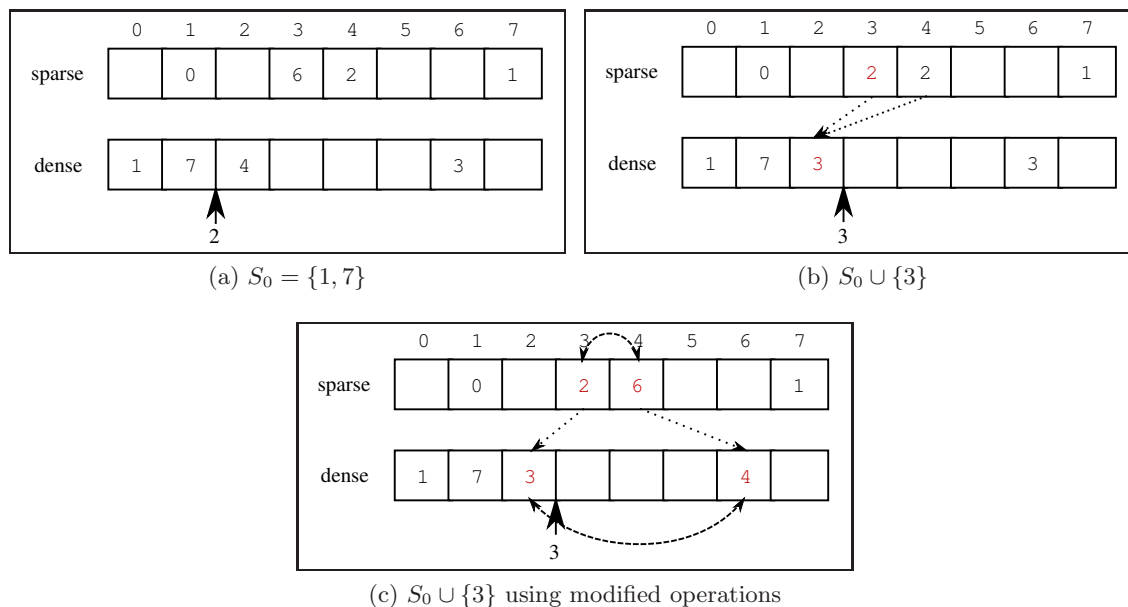 0 1 2 3 4 5 6 7
sparse 0 6 2 1
dense 1 7 4 3
2
(a) S₀ = {1, 7}
0 1 2 3 4 5 6 7
sparse 0 2 2 1
dense 1 7 3 3
3
(b) S₀ ∪ {3}
0 1 2 3 4 5 6 7
sparse 0 2 6 1
dense 1 7 3 4
3
(c) S₀ ∪ {3} using modified operations